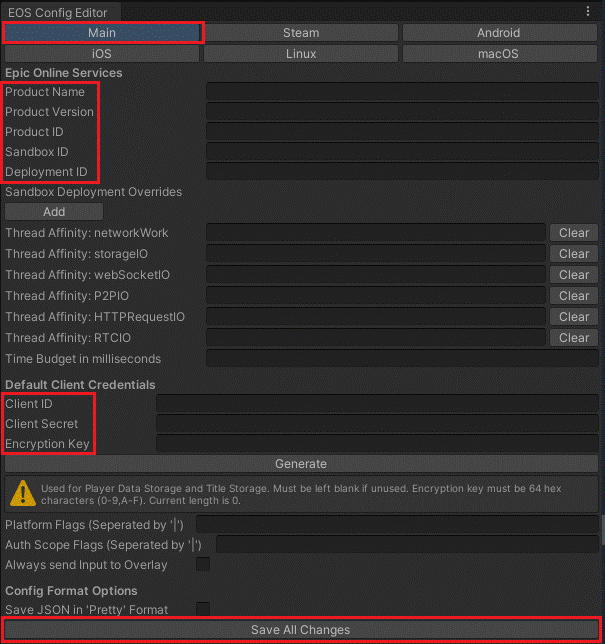 EOS Config Editor
Main Steam Android
iOS Linux macOS
Epic Online Services
Product Name
Product Version
Product ID
Sandbox ID
Deployment ID
Sandbox Deployment Overrides
Add
Thread Affinity: networkWork Clear
Thread Affinity: storageIO Clear
Thread Affinity: webSocketIO Clear
Thread Affinity: P2PIO Clear
Thread Affinity: HTTPRequestIO Clear
Thread Affinity: RTCIO Clear
Time Budget in milliseconds
Default Client Credentials
Client ID
Client Secret
Encryption Key
Generate
Used for Player Data Storage and Title Storage. Must be left blank if unused. Encryption key must be 64 hex
characters (0-9,A-F). Current length is 0.
Platform Flags (Seperated by '|')
Auth Scope Flags (Seperated by '|')
Always send Input to Overlay
Config Format Options
Save JSON in 'Pretty' Format
Save All Changes